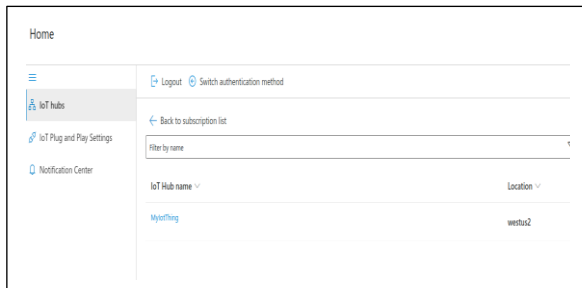 Home
Logout Switch authentication method
IoT hubs
Back to subscription list
IoT Plug and Play Settings
Filter by name
Notification Center
IoT Hub name Location
MyIotThing westus2